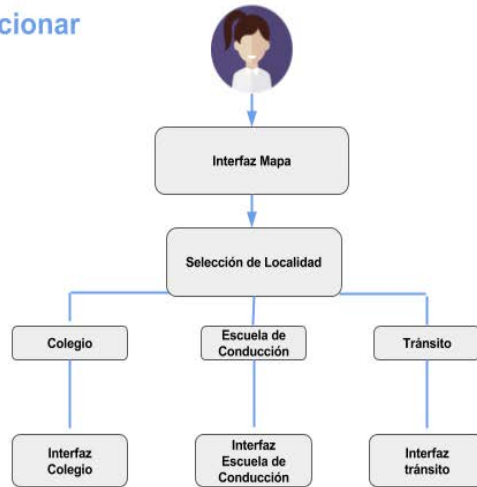 cionar
Interfaz Mapa
Selección de Localidad
Colegio
Escuela de
Conducción
Tránsito
Interfaz
Colegio
Interfaz
Escuela de
Conducción
Interfaz
tránsito